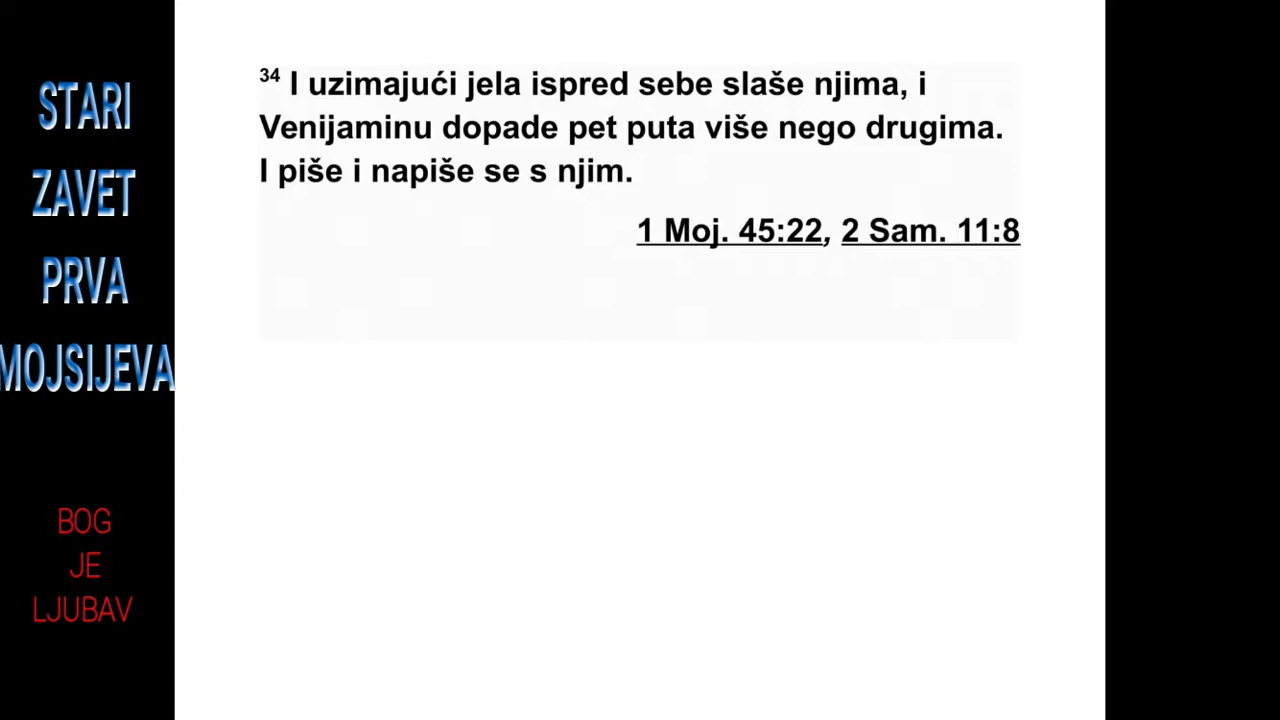 STARI
ZAVET
PRVA
MOJSIJEVA
BOG
JE
LJUBAV
34 I uzimajući jela ispred sebe slaše njima, i
Venijaminu dopade pet puta više nego drugima.
I piše i napiše se s njim.
1 Moj. 45:22, 2 Sam. 11:8